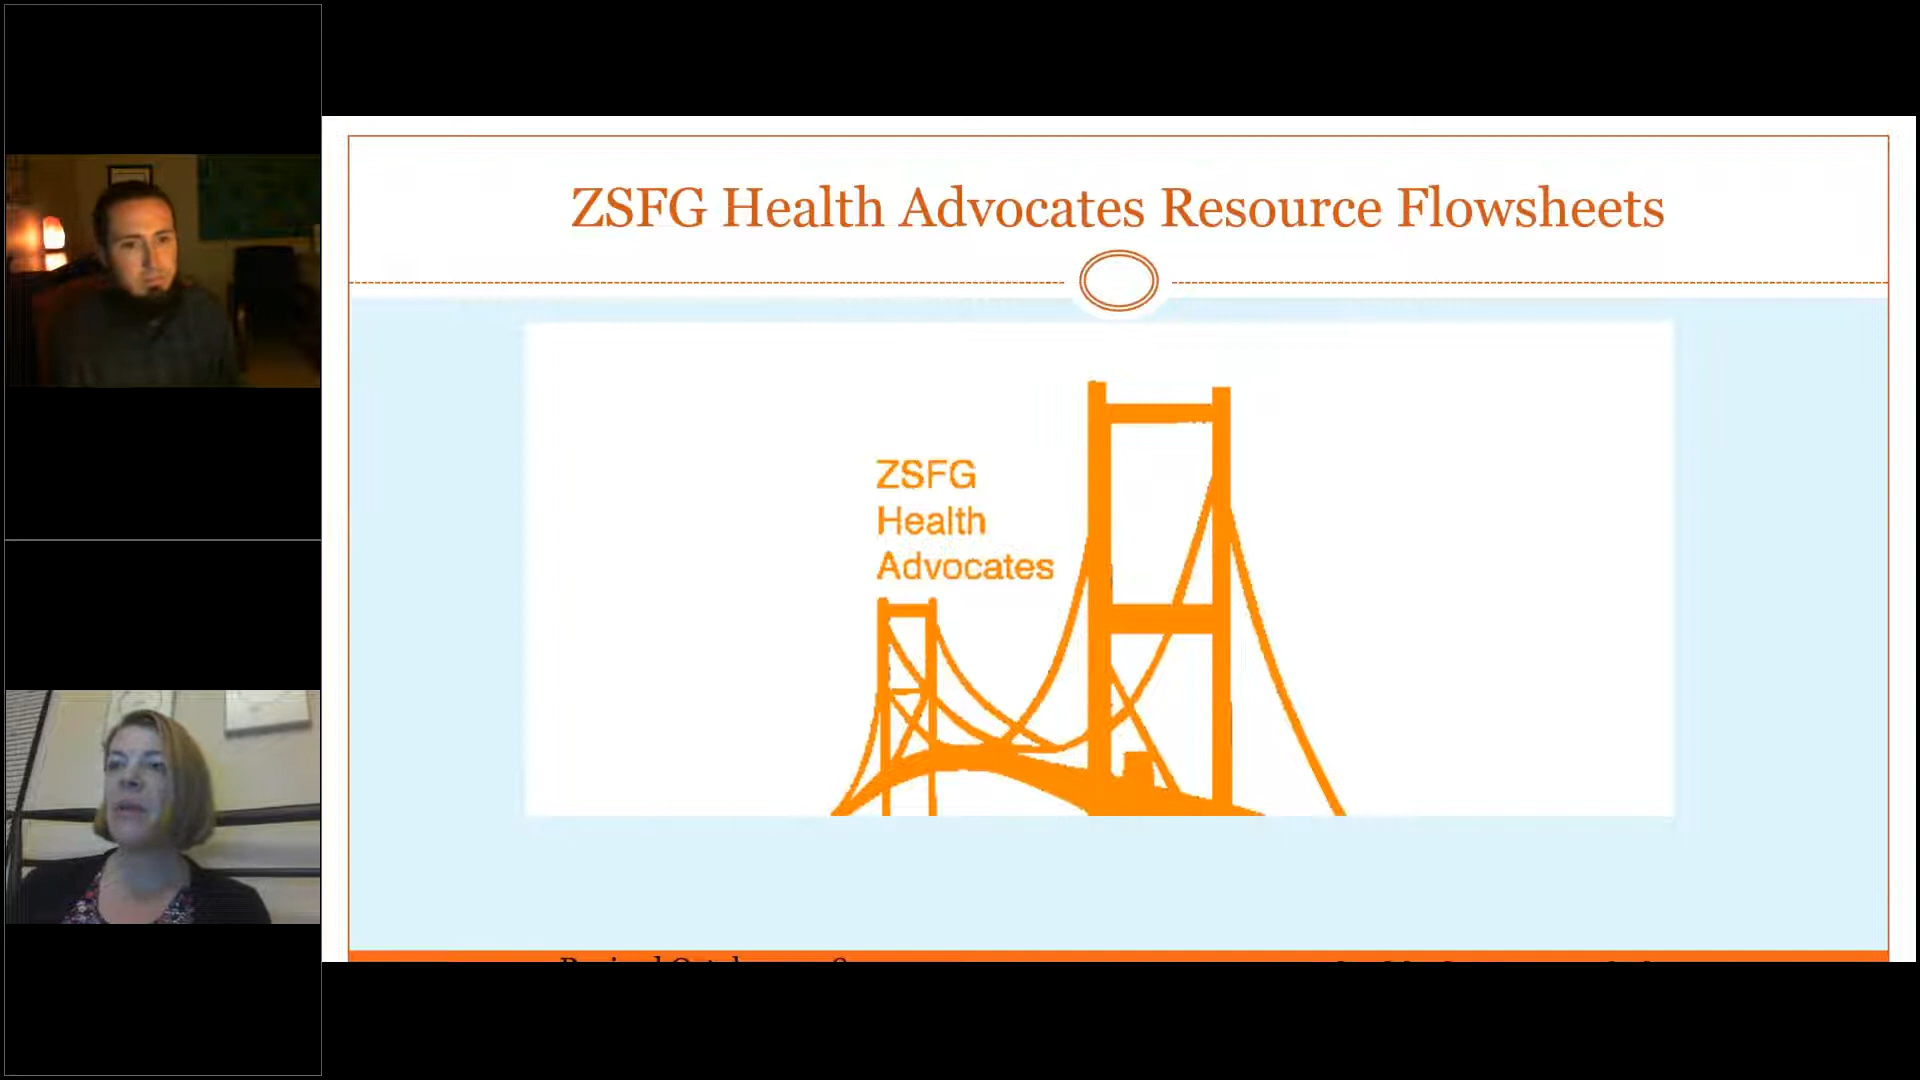 ZSFG Health Advocates Resource Flowsheets
ZSFG
Health
Advocates